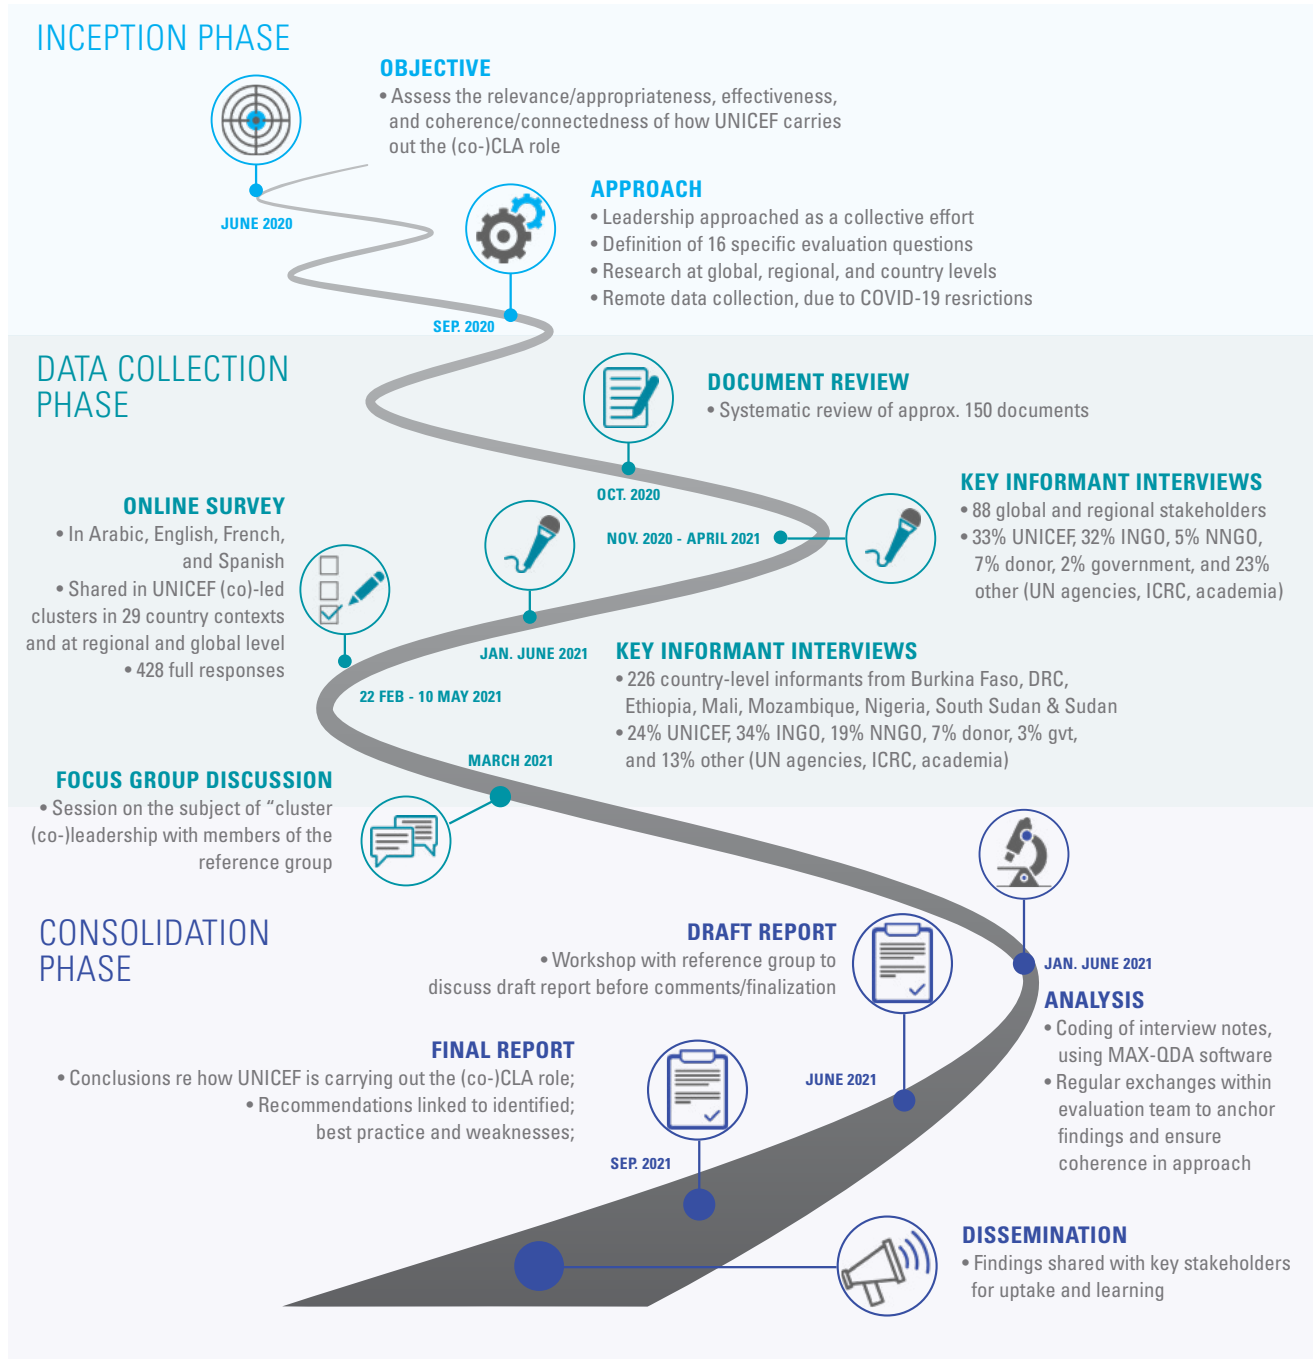 INCEPTION PHASE
OBJECTIVE
• Assess the relevance/appropriateness, effectiveness,
and coherence/connectedness of how UNICEF carries
out the (co-)CLA role
JUNE 2020
APPROACH
• Leadership approached as a collective effort
• Definition of 16 specific evaluation questions
• Research at global, regional, and country levels
• Remote data collection, due to COVID-19 resrictions
SEP. 2020
DATA COLLECTION
PHASE
DOCUMENT REVIEW
• Systematic review of approx. 150 documents
OCT. 2020
KEY INFORMANT INTERVIEWS
• 88 global and regional stakeholders
• 33% UNICEF, 32% INGO, 5% NNGO,
7% donor, 2% government, and 23%
other (UN agencies, ICRC, academia)
NOV. 2020 - APRIL 2021
ONLINE SURVEY
• In Arabic, English, French,
and Spanish
• Shared in UNICEF (co)-led
clusters in 29 country contexts
and at regional and global level
• 428 full responses
22 FEB - 10 MAY 2021
JAN. JUNE 2021
KEY INFORMANT INTERVIEWS
• 226 country-level informants from Burkina Faso, DRC,
Ethiopia, Mali, Mozambique, Nigeria, South Sudan & Sudan
• 24% UNICEF, 34% INGO, 19% NNGO, 7% donor, 3% gvt,
and 13% other (UN agencies, ICRC, academia)
MARCH 2021
FOCUS GROUP DISCUSSION
• Session on the subject of “cluster
(co-)leadership with members of the
reference group
CONSOLIDATION
PHASE
JAN. JUNE 2021
ANALYSIS
• Coding of interview notes,
using MAX-QDA software
• Regular exchanges within
evaluation team to anchor
findings and ensure
coherence in approach
DRAFT REPORT
• Workshop with reference group to
discuss draft report before comments/finalization
JUNE 2021
FINAL REPORT
• Conclusions re how UNICEF is carrying out the (co-)CLA role;
• Recommendations linked to identified;
best practice and weaknesses;
SEP. 2021
DISSEMINATION
• Findings shared with key stakeholders
for uptake and learning